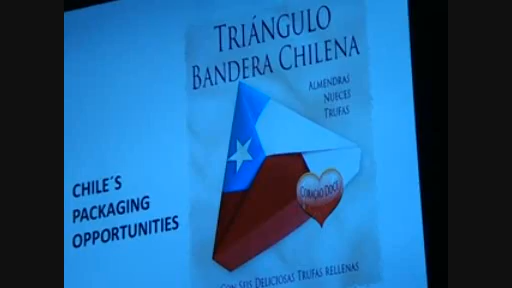 TRIÁNGULO
BANDERA CHILENA
ALMENDRAS
NUECES
TRUFAS
CHILE´S
PACKAGING
OPPORTUNITIES
CON SEIS DELICIOSAS TRUFAS RELLENAS